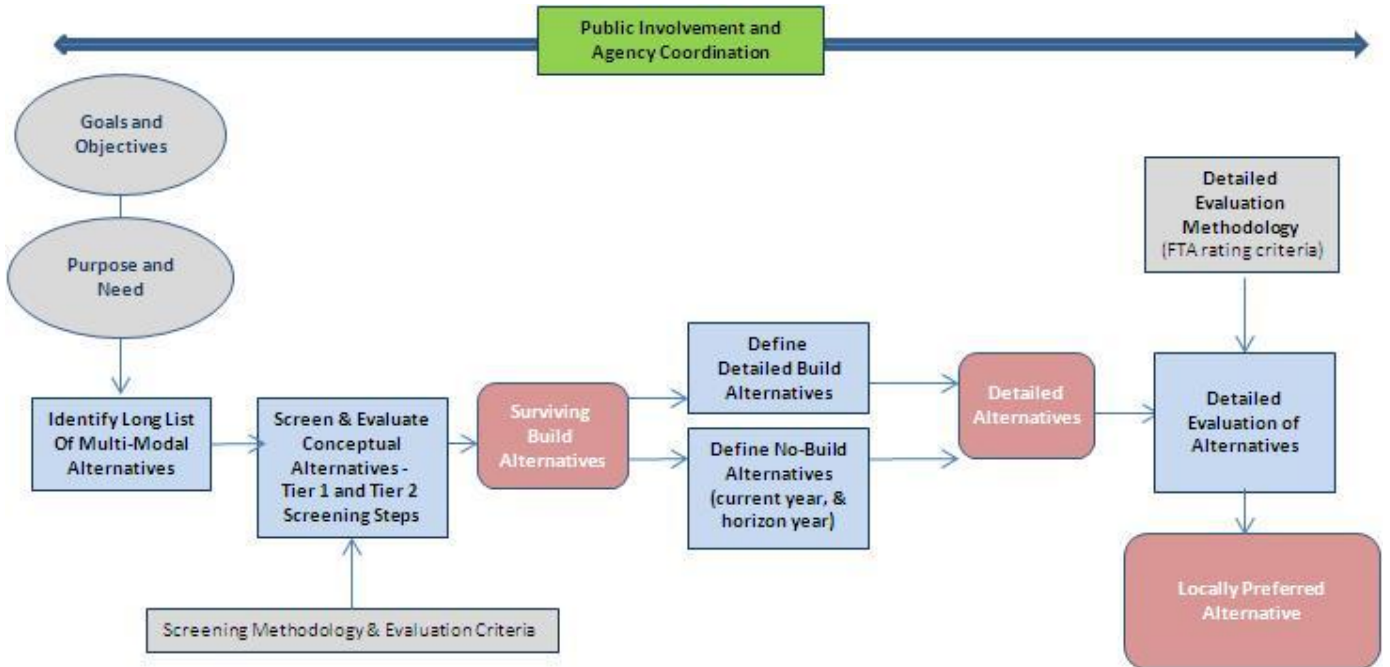 Public Involvement and
Agency Coordination
Goals and
Objectives
Purpose and
Need
Identify Long List
Of Multi-Modal
Alternatives
Screen & Evaluate
Conceptual
Alternatives -
Tier 1 and Tier 2
Screening Steps
Screening Methodology & Evaluation Criteria
Surviving
Build
Alternatives
Define
Detailed Build
Alternatives
Define No-Build
Alternatives
(current year, &
horizon year)
Detailed
Alternatives
Detailed
Evaluation
Methodology
(FTA rating criteria)
Detailed
Evaluation of
Alternatives
Locally Preferred
Alternative